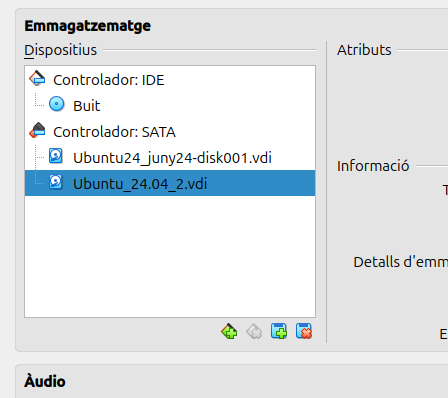 Emmagatzematge
Dispositius
Atributs
Controlador: IDE
Buit
Controlador: SATA
Ubuntu24_juny24-disk001.vdi
Ubuntu_24.04_2.vdi
Informació
T
Detalls d'emm
E
Àudio